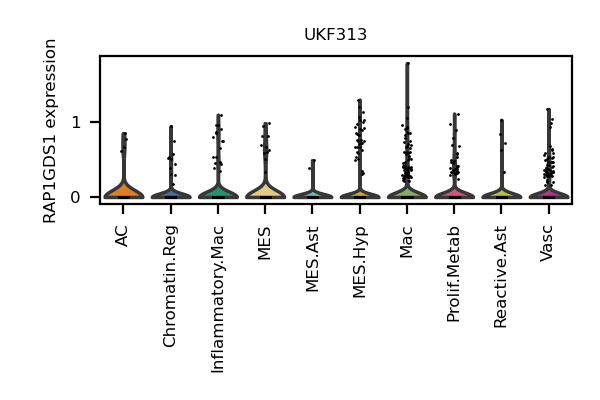 UKF313
RAP1GDS1 expression
1
0
AC
Chromatin.Reg
Inflammatory.Mac
MES
MES.Ast
MES.Hyp
Mac
Prolif.Metab
Reactive.Ast
Vasc